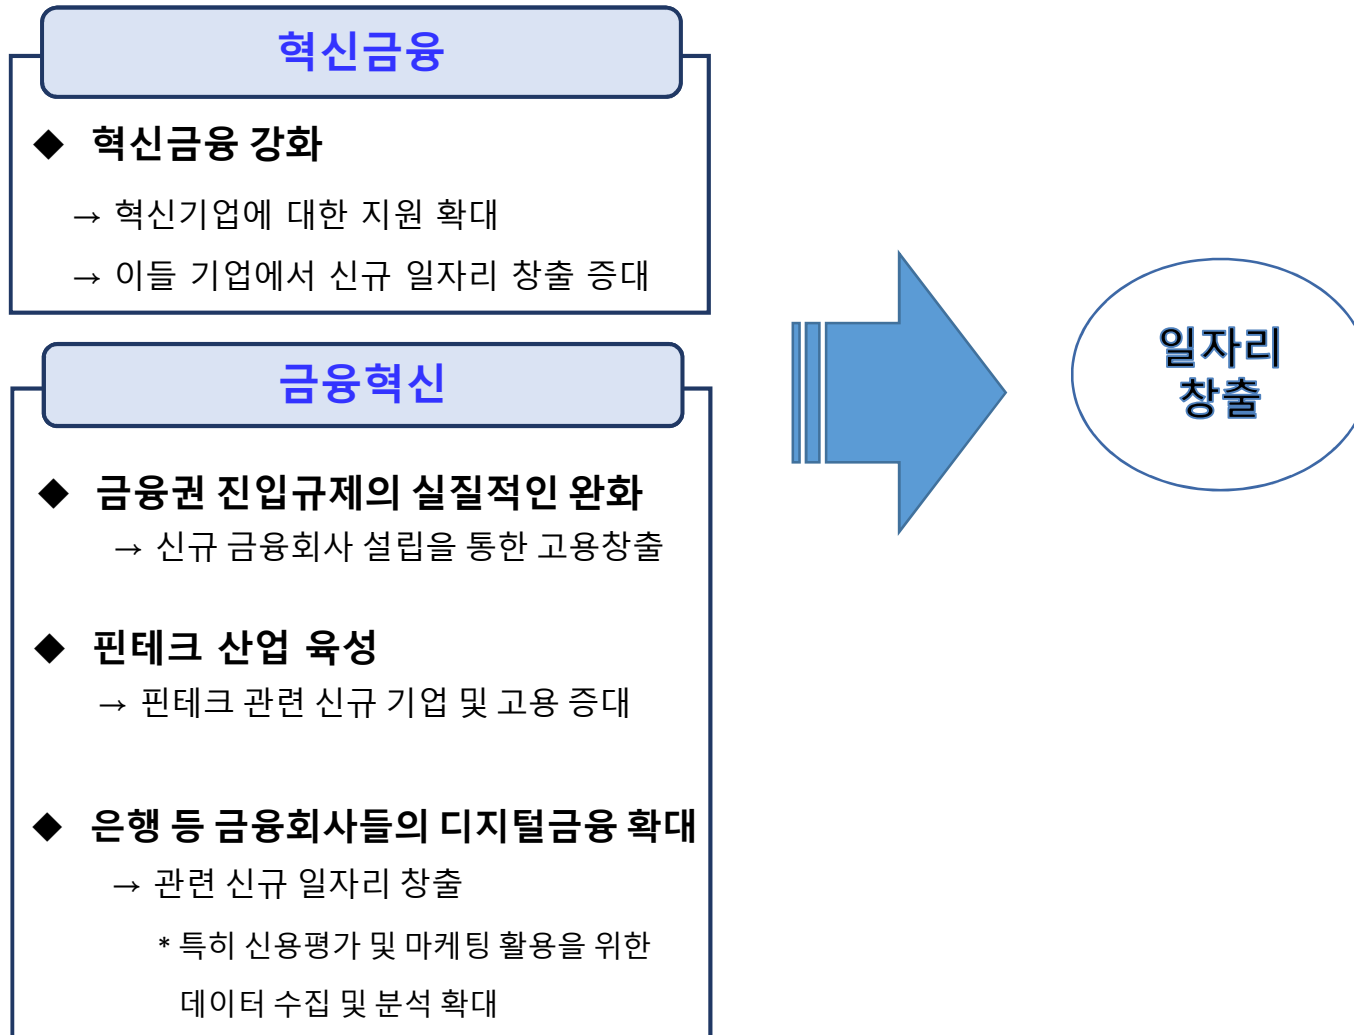 혁신금융
◆ 혁신금융 강화
→ 혁신기업에 대한 지원 확대
→ 이들 기업에서 신규 일자리 창출 증대
금융혁신
◆ 금융권 진입규제의 실질적인 완화
→ 신규 금융회사 설립을 통한 고용창출
◆ 핀테크 산업 육성
→ 핀테크 관련 신규 기업 및 고용 증대
◆ 은행 등 금융회사들의 디지털금융 확대
→ 관련 신규 일자리 창출
* 특히 신용평가 및 마케팅 활용을 위한
데이터 수집 및 분석 확대
일자리
창출